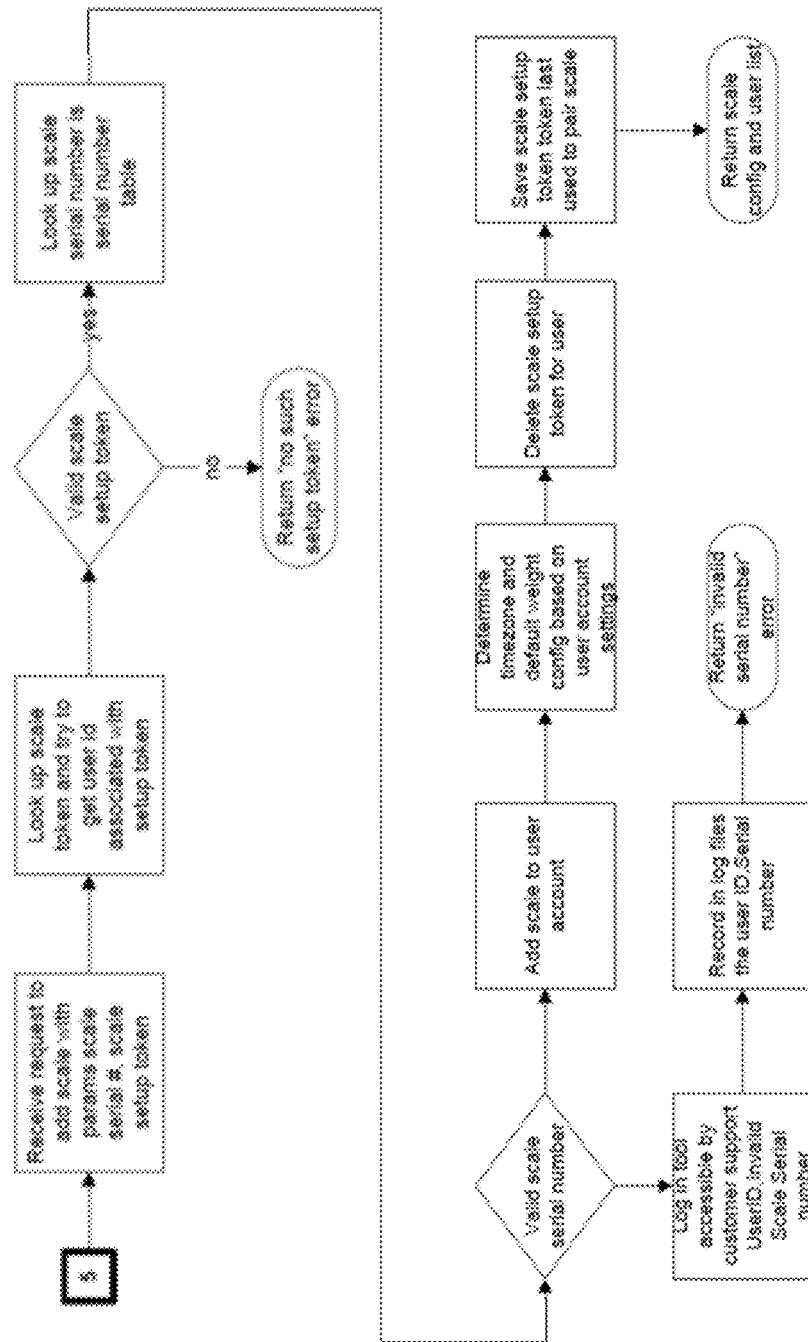 5
Receive request to
add scale with
params scale
serial #, scale
setup token
Look up scale
token and try to
get user id
associated with
setup token
Valid scale
setup token
yes
no
Return "no such
setup token" error
Look up scale
serial number is
serial number
table
Valid scale
serial number
Add scale to user
account
Determine
timezone and
default weight
config based on
user account
settings
Delete scale setup
token for user
Save scale setup
token token last
used to pair scale
Return scale
config and user list
Log in tool
accessible by
customer support
UserID,Invalid
Scale Serial
number
Record in log files
the user ID,Serial
number
Return "invalid
serial number"
error